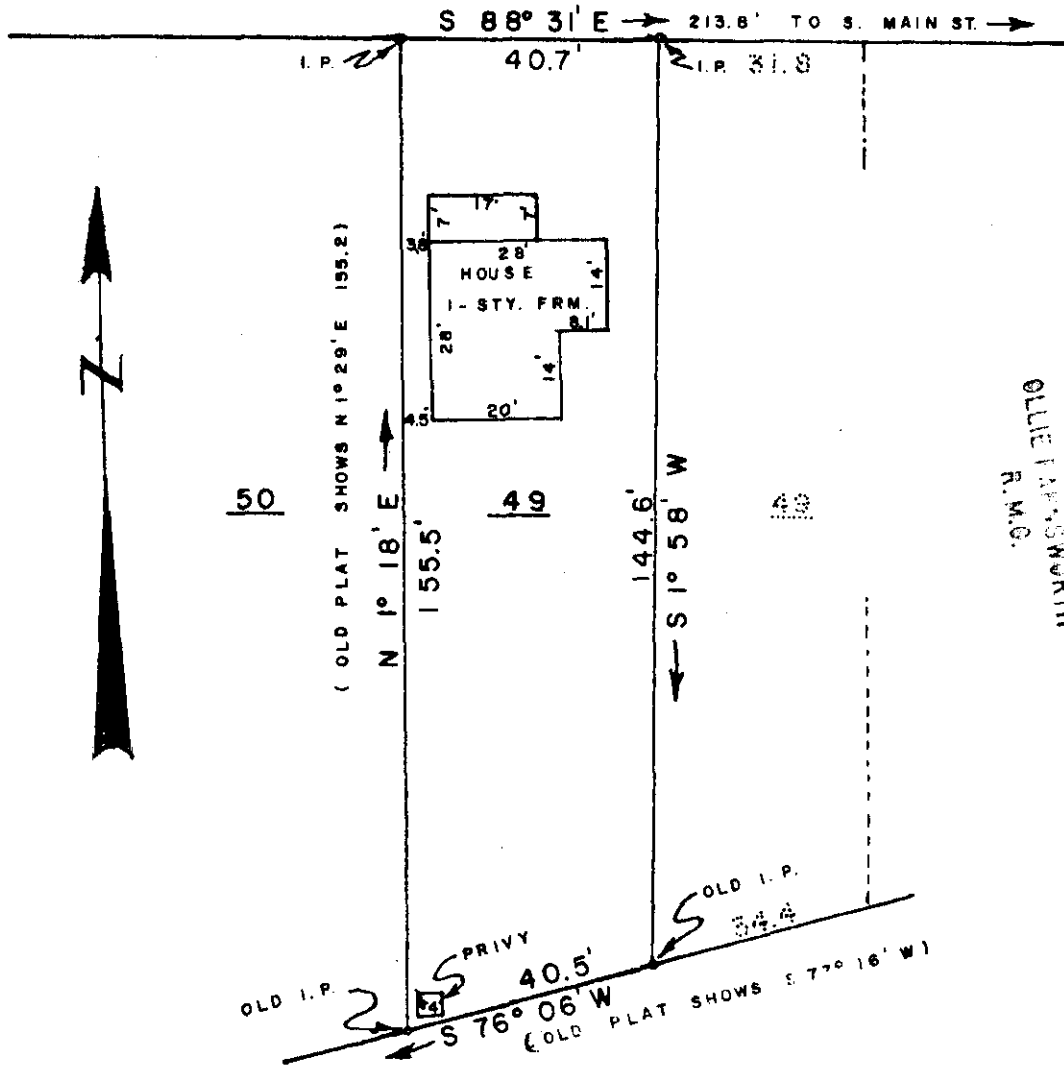 S 88° 31' E → 213.8' TO S. MAIN ST. →
I.P.
40.7'
I.P. 31.8
17'
7'
7'
3.8'
28'
HOUSE
1-STY. FRM.
14'
8.1'
28'
14'
4.5'
20'
N
(OLD PLAT SHOWS N 1° 29' E 155.2)
N 1° 18' E
155.5'
50
49
144.6'
S 1° 58' W
49
OLLIE
R.M.C.
OLD I.P.
PRIVY
4
OLD I.P.
40.5'
S 76° 06' W
(OLD PLAT SHOWS S 77° 16' W)